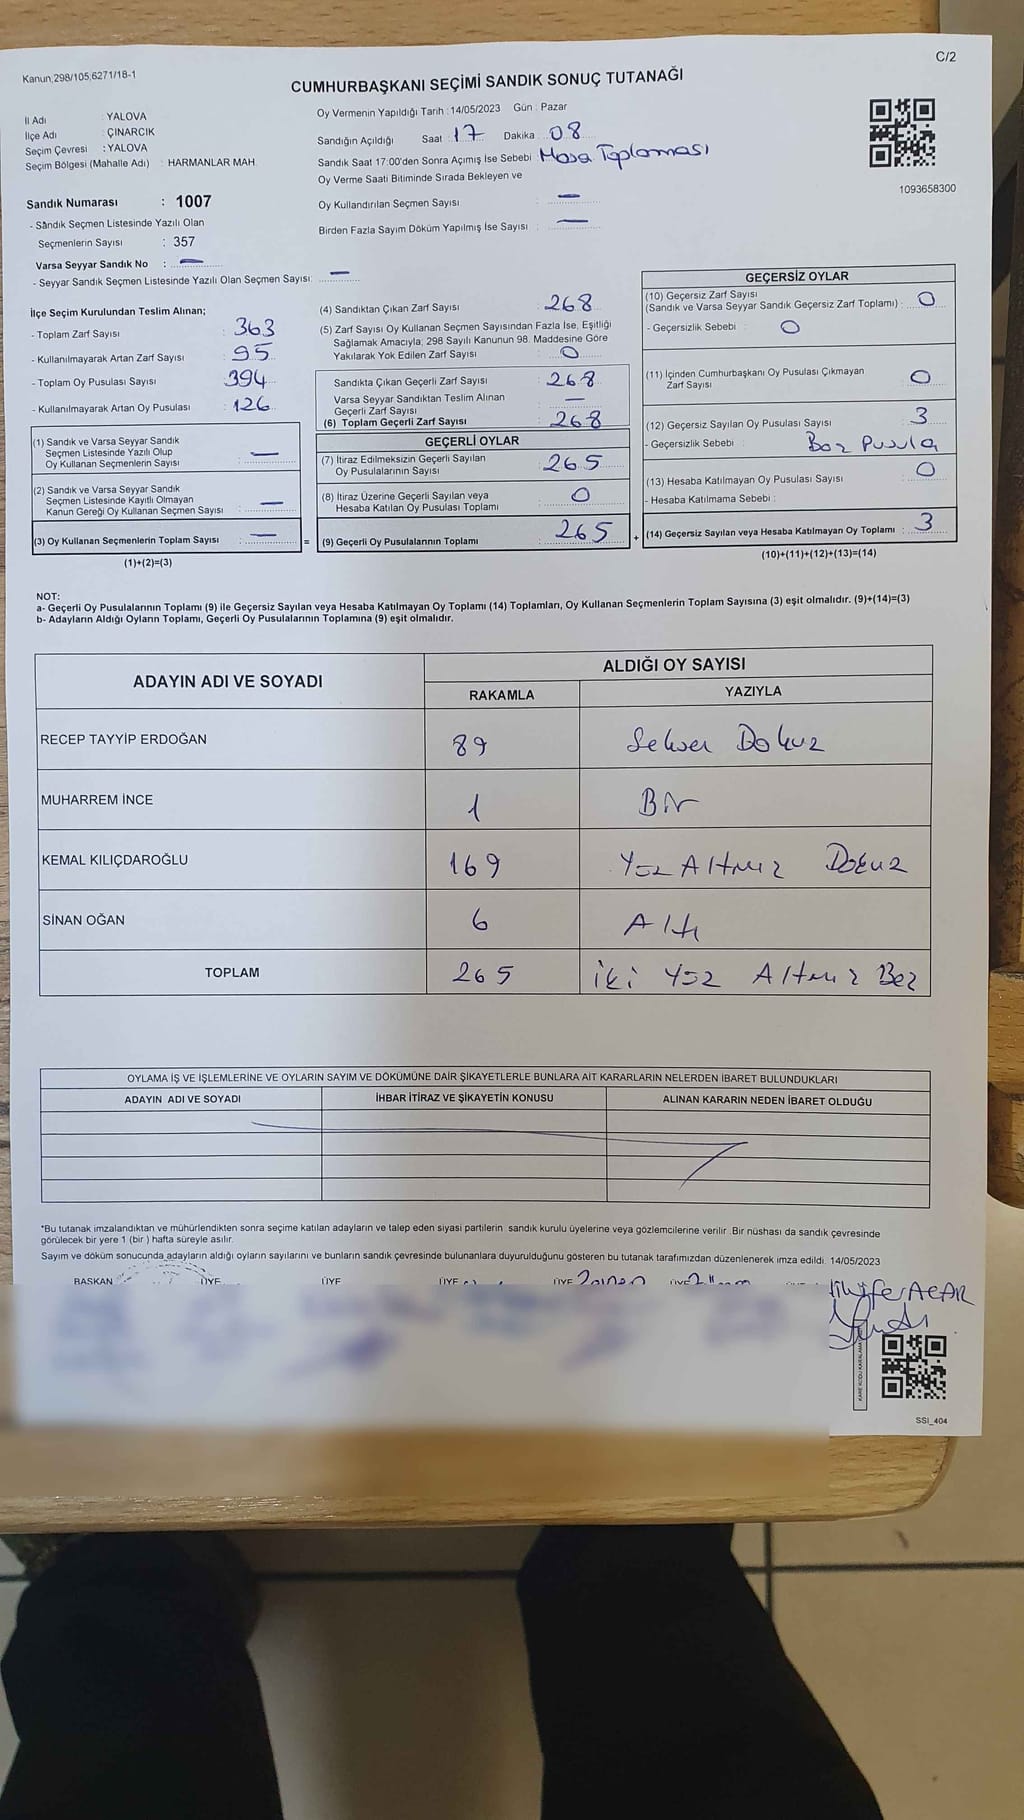 Kanun;298/105,6271/18-1
C/2
CUMHURBAŞKANI SEÇİMİ SANDIK SONUÇ TUTANAĞI
İl Adı : YALOVA
İlçe Adı : ÇINARCIK
Seçim Çevresi : YALOVA
Seçim Bölgesi (Mahalle Adı) : HARMANLAR MAH.
Oy Vermenin Yapıldığı Tarih : 14/05/2023 Gün : Pazar
Sandığın Açıldığı Saat 17 Dakika 08
Sandık Saat 17:00'den Sonra Açımış İse Sebebi Masa Toplaması
Oy Verme Saati Bitiminde Sırada Bekleyen ve
Oy Kullandırılan Seçmen Sayısı : —
Birden Fazla Sayım Döküm Yapılmış İse Sayısı : —
1093658300
Sandık Numarası : 1007
- Sandık Seçmen Listesinde Yazılı Olan
Seçmenlerin Sayısı : 357
Varsa Seyyar Sandık No : —
- Seyyar Sandık Seçmen Listesinde Yazılı Olan Seçmen Sayısı: —
İlçe Seçim Kurulundan Teslim Alınan;
- Toplam Zarf Sayısı : 363
- Kullanılmayarak Artan Zarf Sayısı : 95
- Toplam Oy Pusulası Sayısı : 394
- Kullanılmayarak Artan Oy Pusulası : 126
(1) Sandık ve Varsa Seyyar Sandık
Seçmen Listesinde Yazılı Olup
Oy Kullanan Seçmenlerin Sayısı : —
(2) Sandık ve Varsa Seyyar Sandık
Seçmen Listesinde Kayıtlı Olmayan
Kanun Gereği Oy Kullanan Seçmen Sayısı : —
(3) Oy Kullanan Seçmenlerin Toplam Sayısı : —
(1)+(2)=(3)
(4) Sandıktan Çıkan Zarf Sayısı : 268
(5) Zarf Sayısı Oy Kullanan Seçmen Sayısından Fazla İse, Eşitliği
Sağlamak Amacıyla; 298 Sayılı Kanunun 98. Maddesine Göre
Yakılarak Yok Edilen Zarf Sayısı : 0
Sandıkta Çıkan Geçerli Zarf Sayısı : 268
Varsa Seyyar Sandıktan Teslim Alınan
Geçerli Zarf Sayısı : —
(6) Toplam Geçerli Zarf Sayısı : 268
GEÇERLİ OYLAR
(7) İtiraz Edilmeksizin Geçerli Sayılan
Oy Pusulalarının Sayısı : 265
(8) İtiraz Üzerine Geçerli Sayılan veya
Hesaba Katılan Oy Pusulası Toplamı : 0
= (9) Geçerli Oy Pusulalarının Toplamı : 265
GEÇERSİZ OYLAR
(10) Geçersiz Zarf Sayısı
(Sandık ve Varsa Seyyar Sandık Geçersiz Zarf Toplamı) : 0
- Geçersizlik Sebebi : 0
(11) İçinden Cumhurbaşkanı Oy Pusulası Çıkmayan
Zarf Sayısı : 0
(12) Geçersiz Sayılan Oy Pusulası Sayısı : 3
- Geçersizlik Sebebi : Boz Pusula
(13) Hesaba Katılmayan Oy Pusulası Sayısı : 0
- Hesaba Katılmama Sebebi :
+ (14) Geçersiz Sayılan veya Hesaba Katılmayan Oy Toplamı : 3
(10)+(11)+(12)+(13)=(14)
NOT:
a- Geçerli Oy Pusulalarının Toplamı (9) ile Geçersiz Sayılan veya Hesaba Katılmayan Oy Toplamı (14) Toplamları, Oy Kullanan Seçmenlerin Toplam Sayısına (3) eşit olmalıdır. (9)+(14)=(3)
b- Adayların Aldığı Oyların Toplamı, Geçerli Oy Pusulalarının Toplamına (9) eşit olmalıdır.
ADAYIN ADI VE SOYADI ALDIĞI OY SAYISI
RAKAMLA YAZIYLA
RECEP TAYYİP ERDOĞAN 89 Seksen Dokuz
MUHARREM İNCE 1 Bir
KEMAL KILIÇDAROĞLU 169 Yüz Altmız Dokuz
SİNAN OĞAN 6 Altı
TOPLAM 265 iki Yüz Altmız Beş
OYLAMA İŞ VE İŞLEMLERİNE VE OYLARIN SAYIM VE DÖKÜMÜNE DAİR ŞİKAYETLERLE BUNLARA AİT KARARLARIN NELERDEN İBARET BULUNDUKLARI
ADAYIN ADI VE SOYADI İHBAR İTİRAZ VE ŞİKAYETİN KONUSU ALINAN KARARIN NEDEN İBARET OLDUĞU
*Bu tutanak imzalandıktan ve mühürlendikten sonra seçime katılan adayların ve talep eden siyasi partilerin sandık kurulu üyelerine veya gözlemcilerine verilir. Bir nüshası da sandık çevresinde
görülecek bir yere 1 (bir ) hafta süreyle asılır.
Sayım ve döküm sonucunda adayların aldığı oyların sayılarını ve bunların sandık çevresinde bulunanlara duyurulduğunu gösteren bu tutanak tarafımızdan düzenlenerek imza edildi. 14/05/2023
BAŞKAN ÜYE ÜYE ÜYE ÜYE ÜYE
ACAR
SSI_404